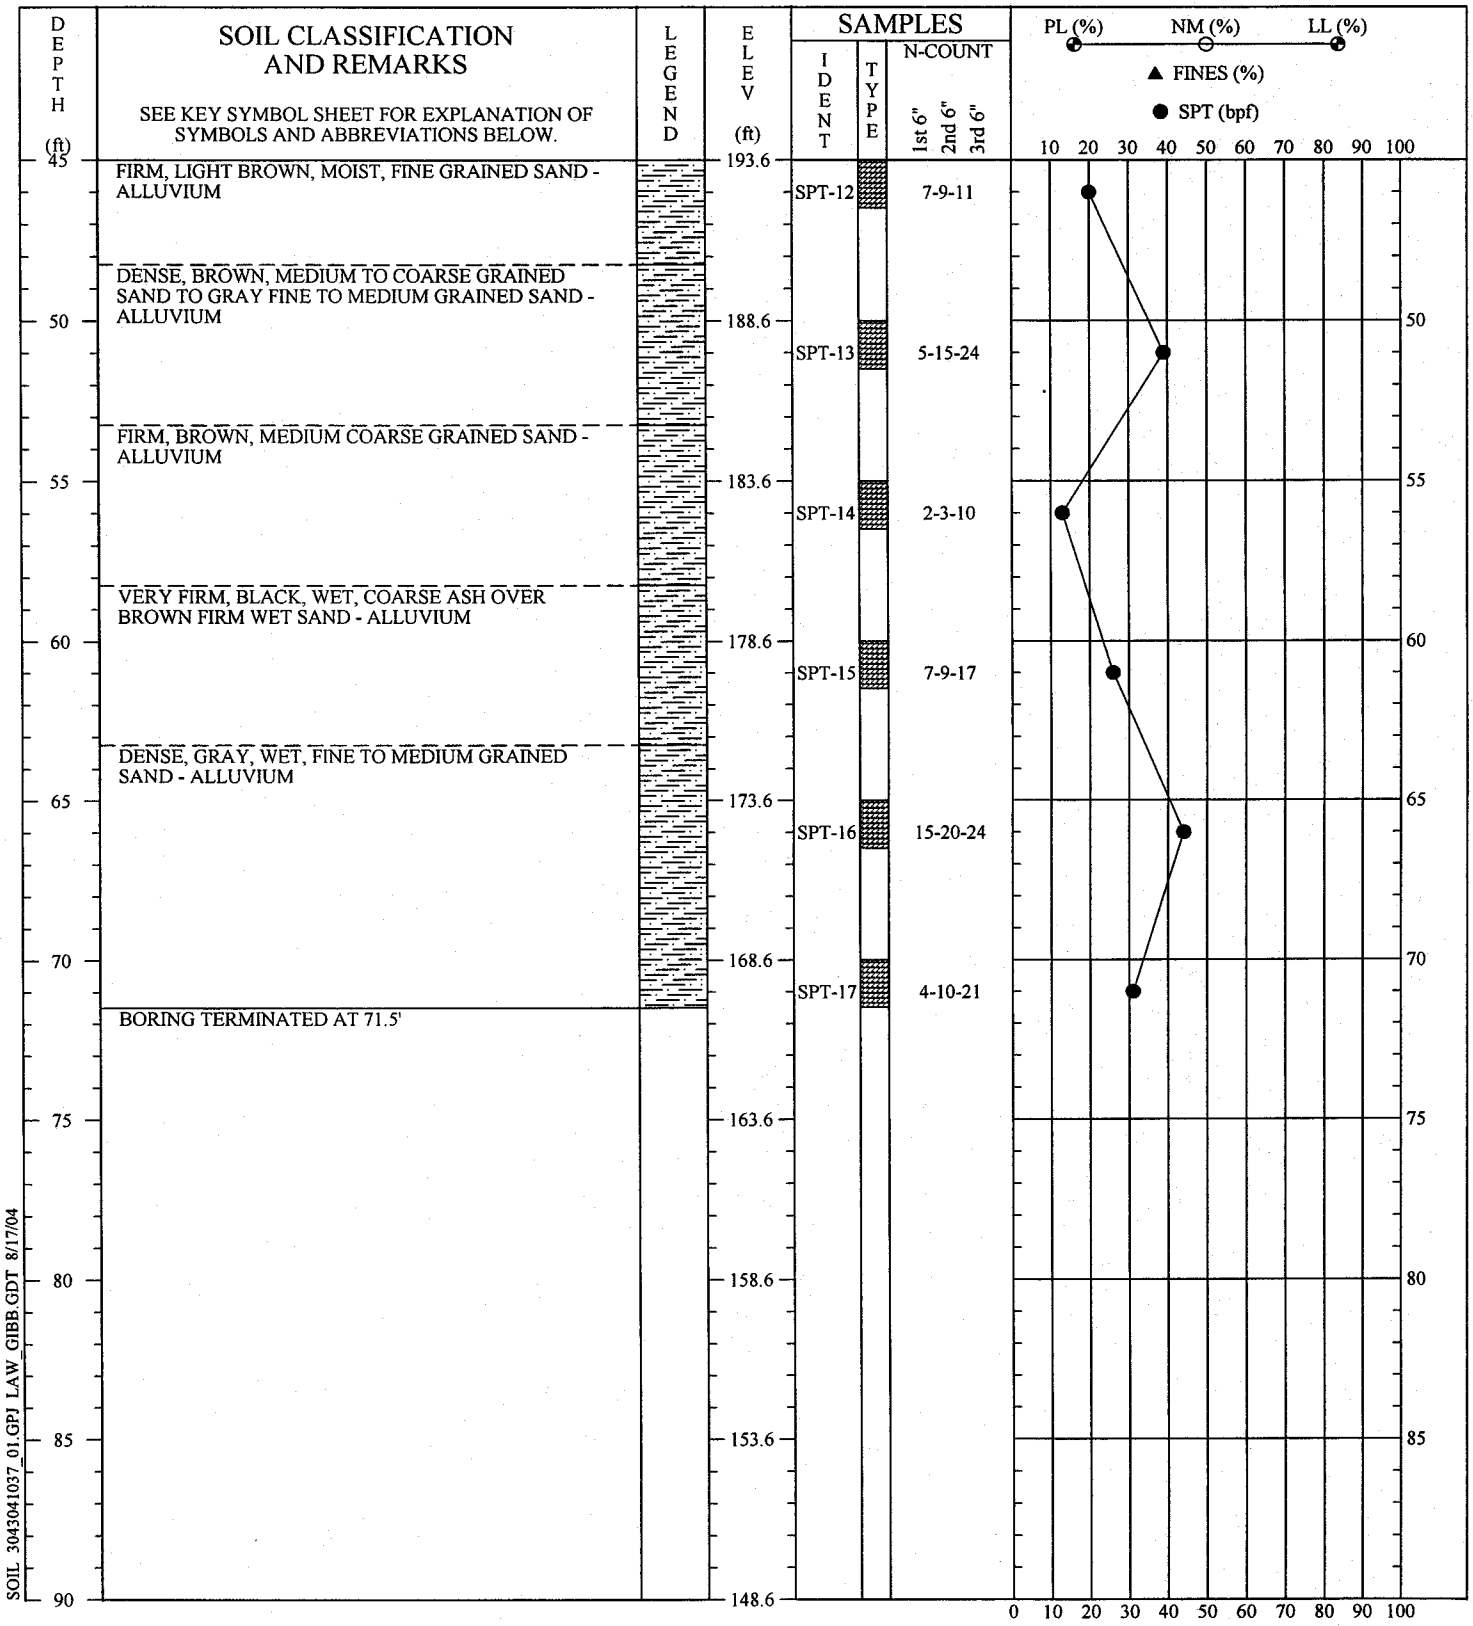 DEPTH
(ft)
SOIL CLASSIFICATION
AND REMARKS
SEE KEY SYMBOL SHEET FOR EXPLANATION OF
SYMBOLS AND ABBREVIATIONS BELOW.
LEGEND
ELEV
(ft)
SAMPLES
IDENT
TYPE
N-COUNT
1st 6"
2nd 6"
3rd 6"
PL (%) NM (%) LL (%)
▲ FINES (%)
● SPT (bpf)
10 20 30 40 50 60 70 80 90 100
45
193.6
FIRM, LIGHT BROWN, MOIST, FINE GRAINED SAND -
ALLUVIUM
SPT-12 7-9-11
DENSE, BROWN, MEDIUM TO COARSE GRAINED
SAND TO GRAY FINE TO MEDIUM GRAINED SAND -
ALLUVIUM
50 188.6 50
SPT-13 5-15-24
FIRM, BROWN, MEDIUM COARSE GRAINED SAND -
ALLUVIUM
55 183.6 55
SPT-14 2-3-10
VERY FIRM, BLACK, WET, COARSE ASH OVER
BROWN FIRM WET SAND - ALLUVIUM
60 178.6 60
SPT-15 7-9-17
DENSE, GRAY, WET, FINE TO MEDIUM GRAINED
SAND - ALLUVIUM
65 173.6 65
SPT-16 15-20-24
70 168.6 70
SPT-17 4-10-21
BORING TERMINATED AT 71.5'
75 163.6 75
80 158.6 80
85 153.6 85
90 148.6
0 10 20 30 40 50 60 70 80 90 100
SOIL 3043041037_01.GPJ LAW_GIBB.GDT 8/17/04